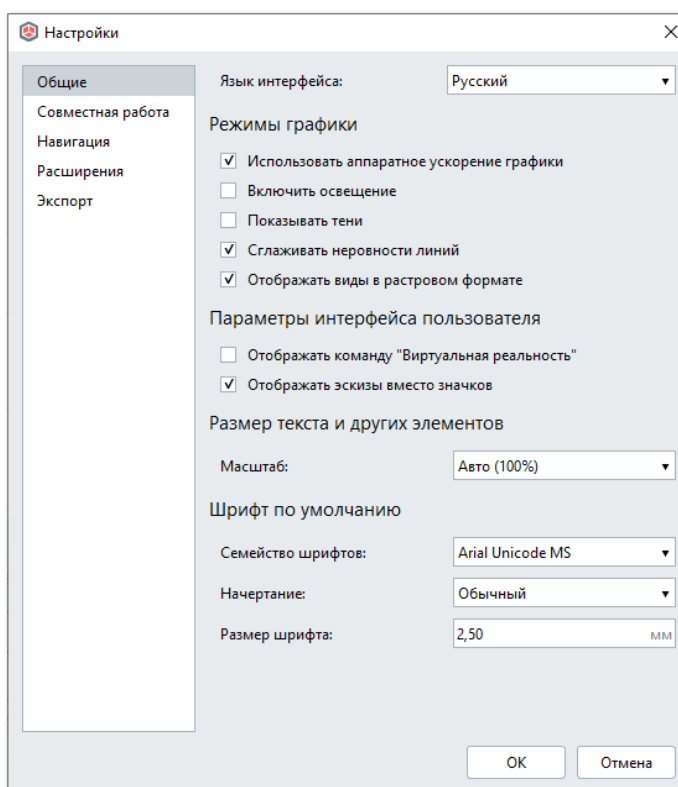 Настройки
Общие
Совместная работа
Навигация
Расширения
Экспорт
Язык интерфейса: Русский
Режимы графики
Использовать аппаратное ускорение графики
Включить освещение
Показывать тени
Сглаживать неровности линий
Отображать виды в растровом формате
Параметры интерфейса пользователя
Отображать команду "Виртуальная реальность"
Отображать эскизы вместо значков
Размер текста и других элементов
Масштаб: Авто (100%)
Шрифт по умолчанию
Семейство шрифтов: Arial Unicode MS
Начертание: Обычный
Размер шрифта: 2,50 мм
ОК Отмена